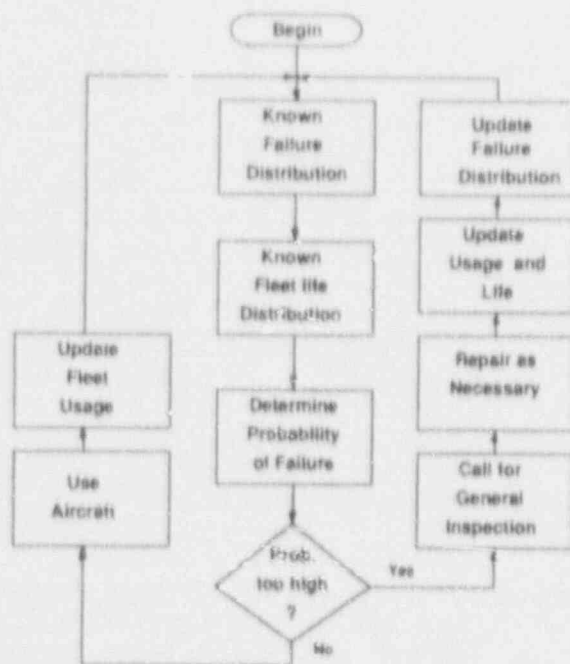 Begin
Known
Failure
Distribution
Update
Failure
Distribution
Known
Fleet life
Distribution
Update
Usage and
Life
Update
Fleet
Usage
Determine
Probability
of Failure
Repair as
Necessary
Use
Aircraft
Call for
General
Inspection
Prob.
too high
?
Yes
No